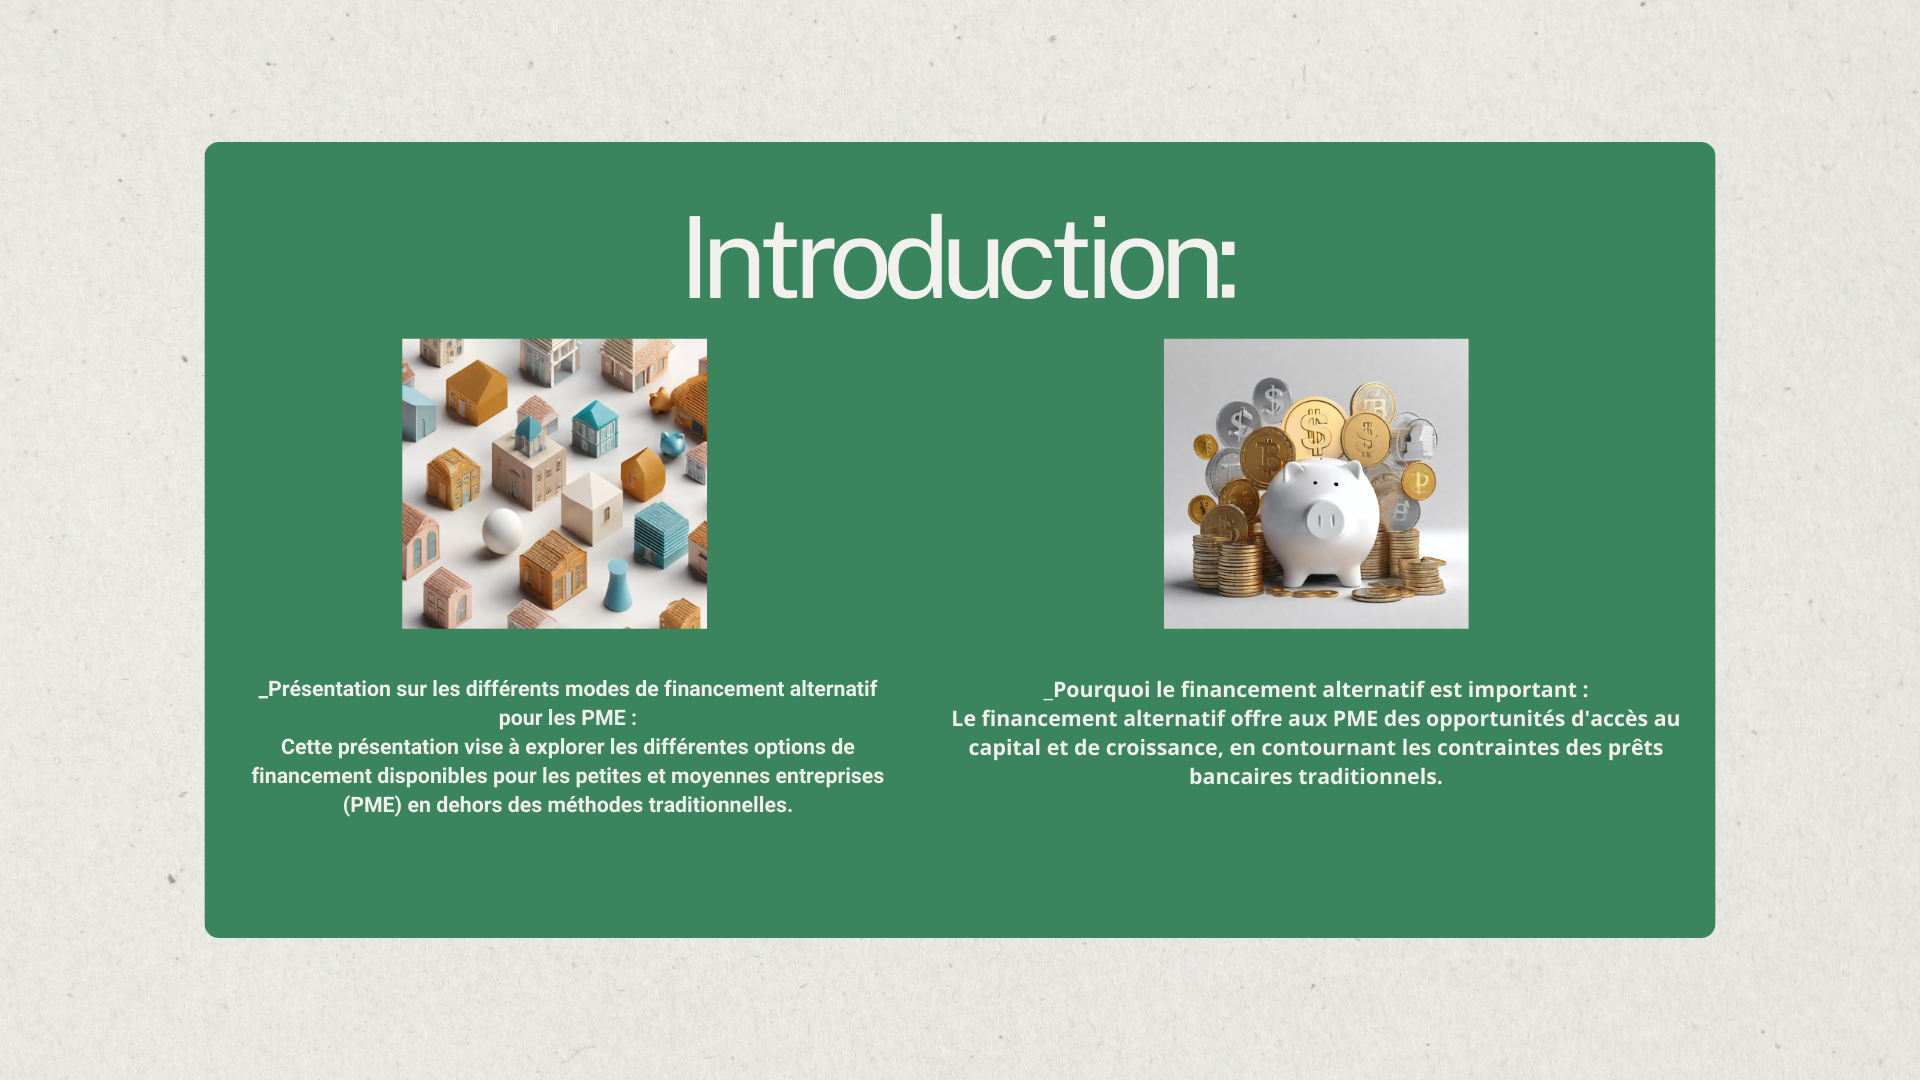 Introduction:
_Présentation sur les différents modes de financement alternatif
pour les PME :
Cette présentation vise à explorer les différentes options de
financement disponibles pour les petites et moyennes entreprises
(PME) en dehors des méthodes traditionnelles.
_Pourquoi le financement alternatif est important :
Le financement alternatif offre aux PME des opportunités d'accès au
capital et de croissance, en contournant les contraintes des prêts
bancaires traditionnels.